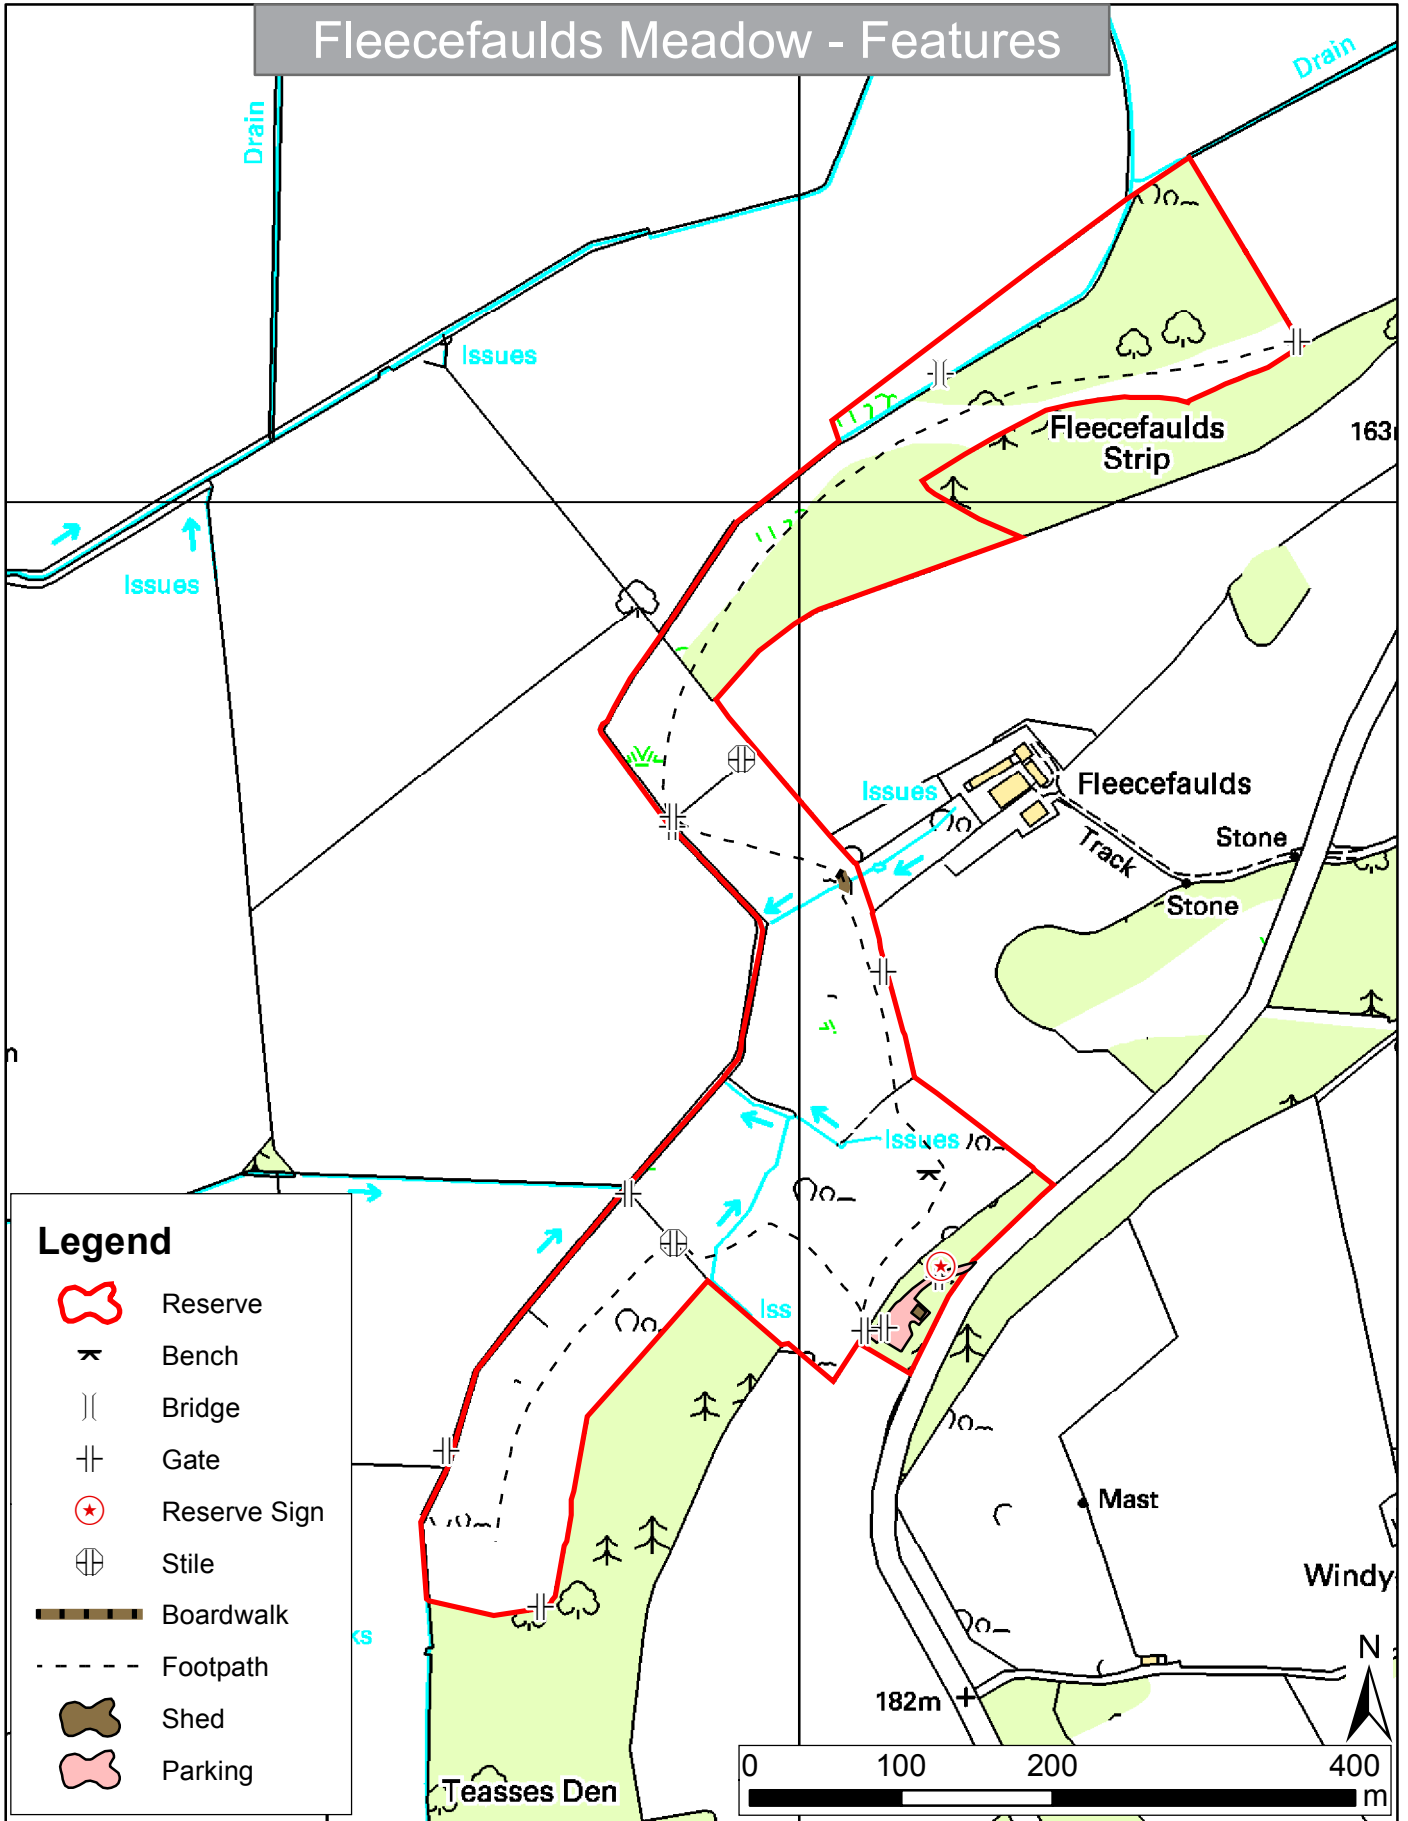 Fleecefaulds Meadow - Features
Drain
Drain
Issues
Fleecefaulds
Strip
Issues
Issues
Fleecefaulds
Track
Stone
Stone
Issues
Iss
Mast
Windy
182m
Teasses Den
Legend
Reserve
Bench
Bridge
Gate
Reserve Sign
Stile
Boardwalk
Footpath
Shed
Parking
N
0 100 200 400
m